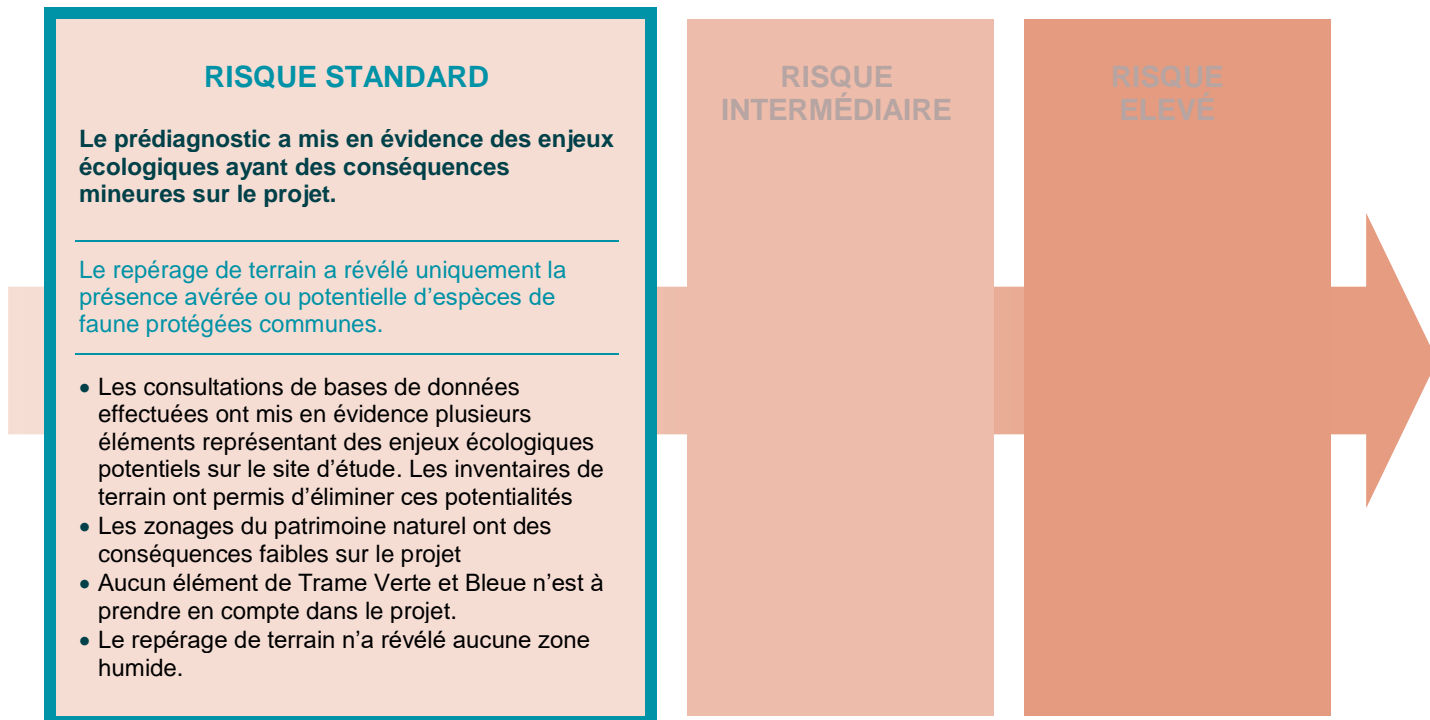 RISQUE STANDARD
Le prédiagnostic a mis en évidence des enjeux
écologiques ayant des conséquences
mineures sur le projet.
Le repérage de terrain a révélé uniquement la
présence avérée ou potentielle d'espèces de
faune protégées communes.
• Les consultations de bases de données
effectuées ont mis en évidence plusieurs
éléments représentant des enjeux écologiques
potentiels sur le site d'étude. Les inventaires de
terrain ont permis d'éliminer ces potentialités
• Les zonages du patrimoine naturel ont des
conséquences faibles sur le projet
• Aucun élément de Trame Verte et Bleue n'est à
prendre en compte dans le projet.
• Le repérage de terrain n'a révélé aucune zone
humide.
RISQUE
INTERMÉDIAIRE
RISQUE
ELEVÉ